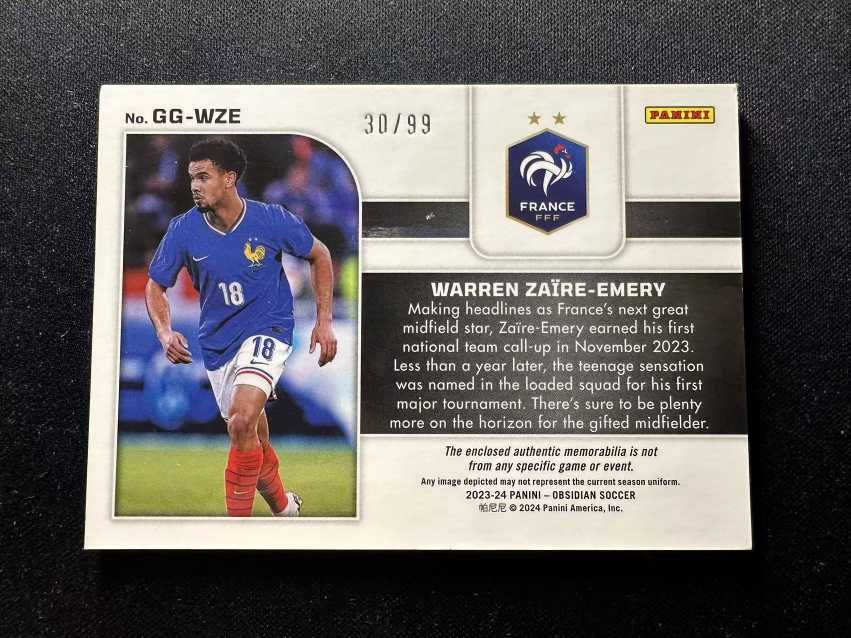 No. GG-WZE
30/99
PANINI
FRANCE
FFF
18
18
WARREN ZAÏRE-EMERY
Making headlines as France's next great
midfield star, Zaïre-Emery earned his first
national team call-up in November 2023.
Less than a year later, the teenage sensation
was named in the loaded squad for his first
major tournament. There's sure to be plenty
more on the horizon for the gifted midfielder.
The enclosed authentic memorabilia is not
from any specific game or event.
Any image depicted may not represent the current season uniform.
2023-24 PANINI – OBSIDIAN SOCCER
帕尼尼 © 2024 Panini America, Inc.